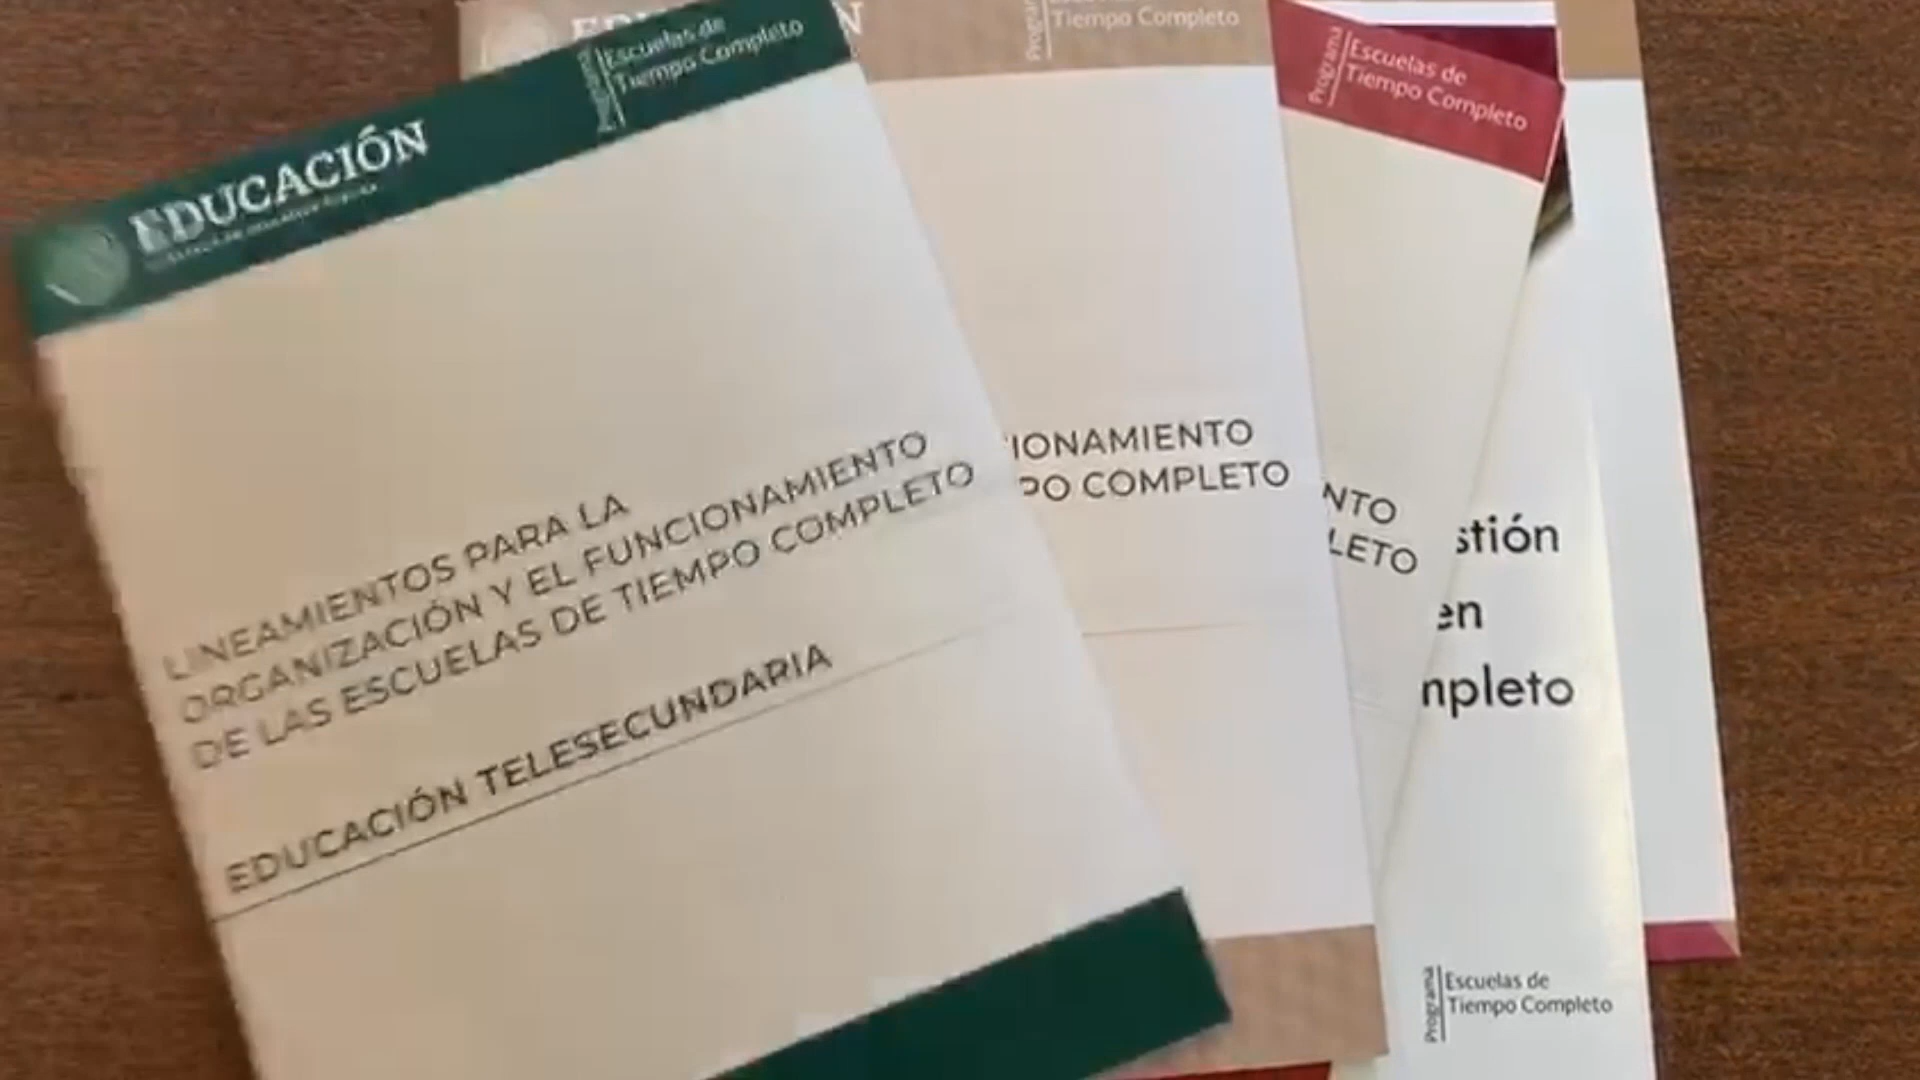 EDUCACIÓN
Programa
Escuelas de
Tiempo Completo
LINEAMIENTOS PARA LA
ORGANIZACIÓN Y EL FUNCIONAMIENTO
DE LAS ESCUELAS DE TIEMPO COMPLETO
EDUCACIÓN TELESECUNDARIA
Tiempo Completo
IONAMIENTO
PO COMPLETO
Programa
Escuelas de
Tiempo Completo
NTO
LETO
stión
en
mpleto
Programa
Escuelas de
Tiempo Completo